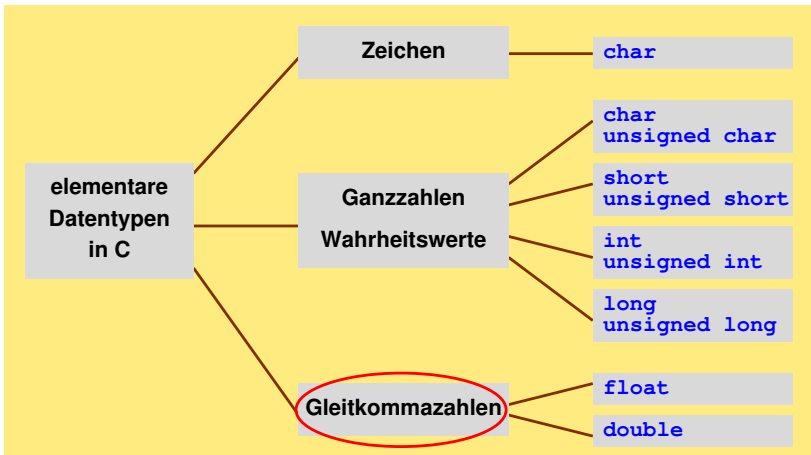 elementare
Datentypen
in C
Zeichen
char
Ganzzahlen
Wahrheitswerte
char
unsigned char
short
unsigned short
int
unsigned int
long
unsigned long
Gleitkommazahlen
float
double